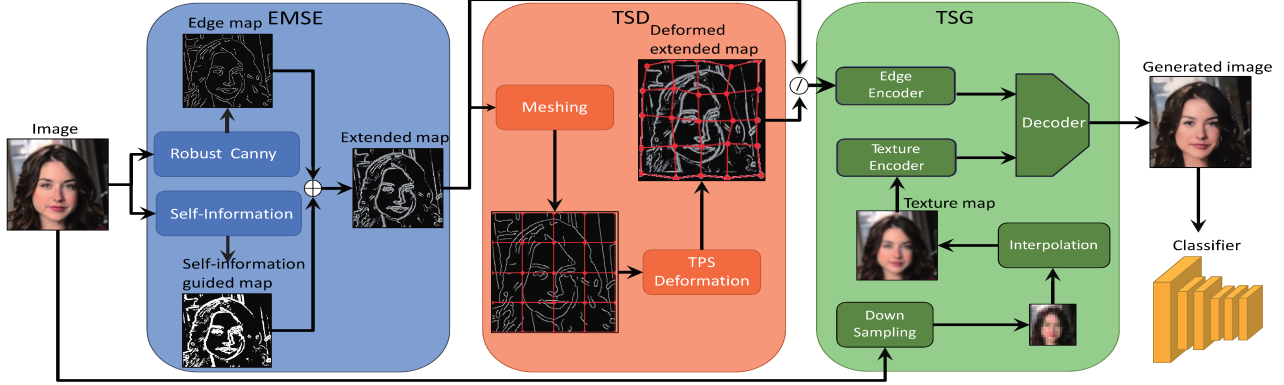 EMSE
TSD
TSG
Image
Edge map
Robust Canny
Self-Information
Self-information
guided map
Extended map
Meshing
Deformed
extended map
TPS
Deformation
/
Edge
Encoder
Texture
Encoder
Texture map
Interpolation
Down
Sampling
Decoder
Generated image
Classifier